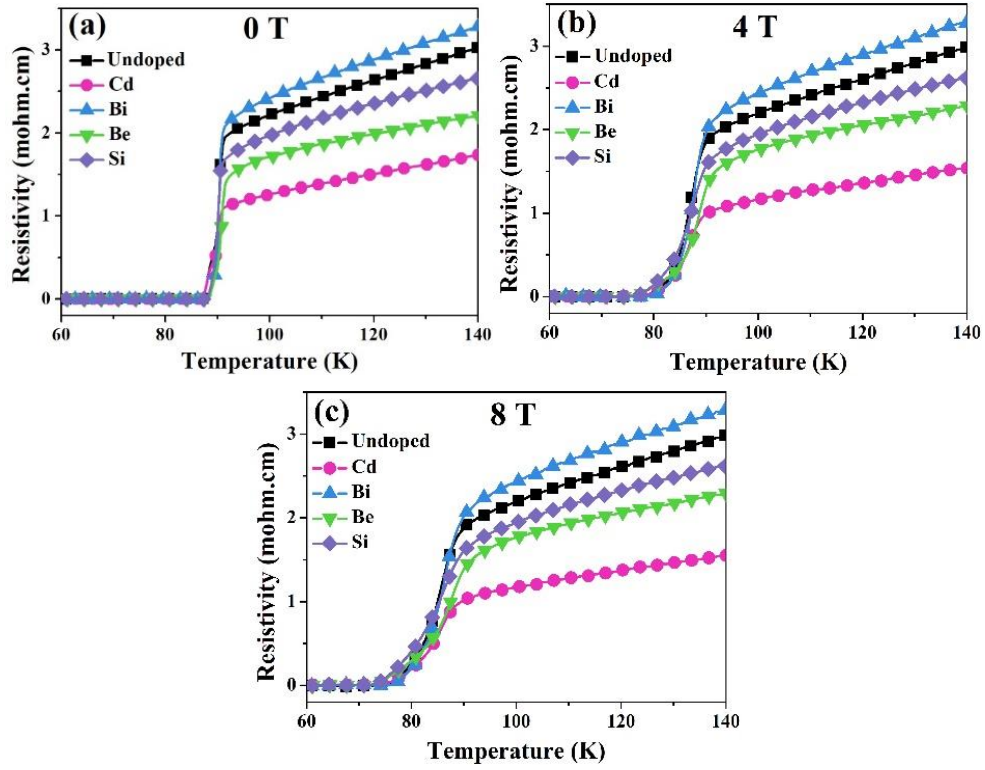 (a)
0 T
Undoped
Cd
Bi
Be
Si
Resistivity (mohm.cm)
3
2
1
0
60 80 100 120 140
Temperature (K)
(b)
4 T
Undoped
Cd
Bi
Be
Si
Resistivity (mohm.cm)
3
2
1
0
60 80 100 120 140
Temperature (K)
(c)
8 T
Undoped
Cd
Bi
Be
Si
Resistivity (mohm.cm)
3
2
1
0
60 80 100 120 140
Temperature (K)